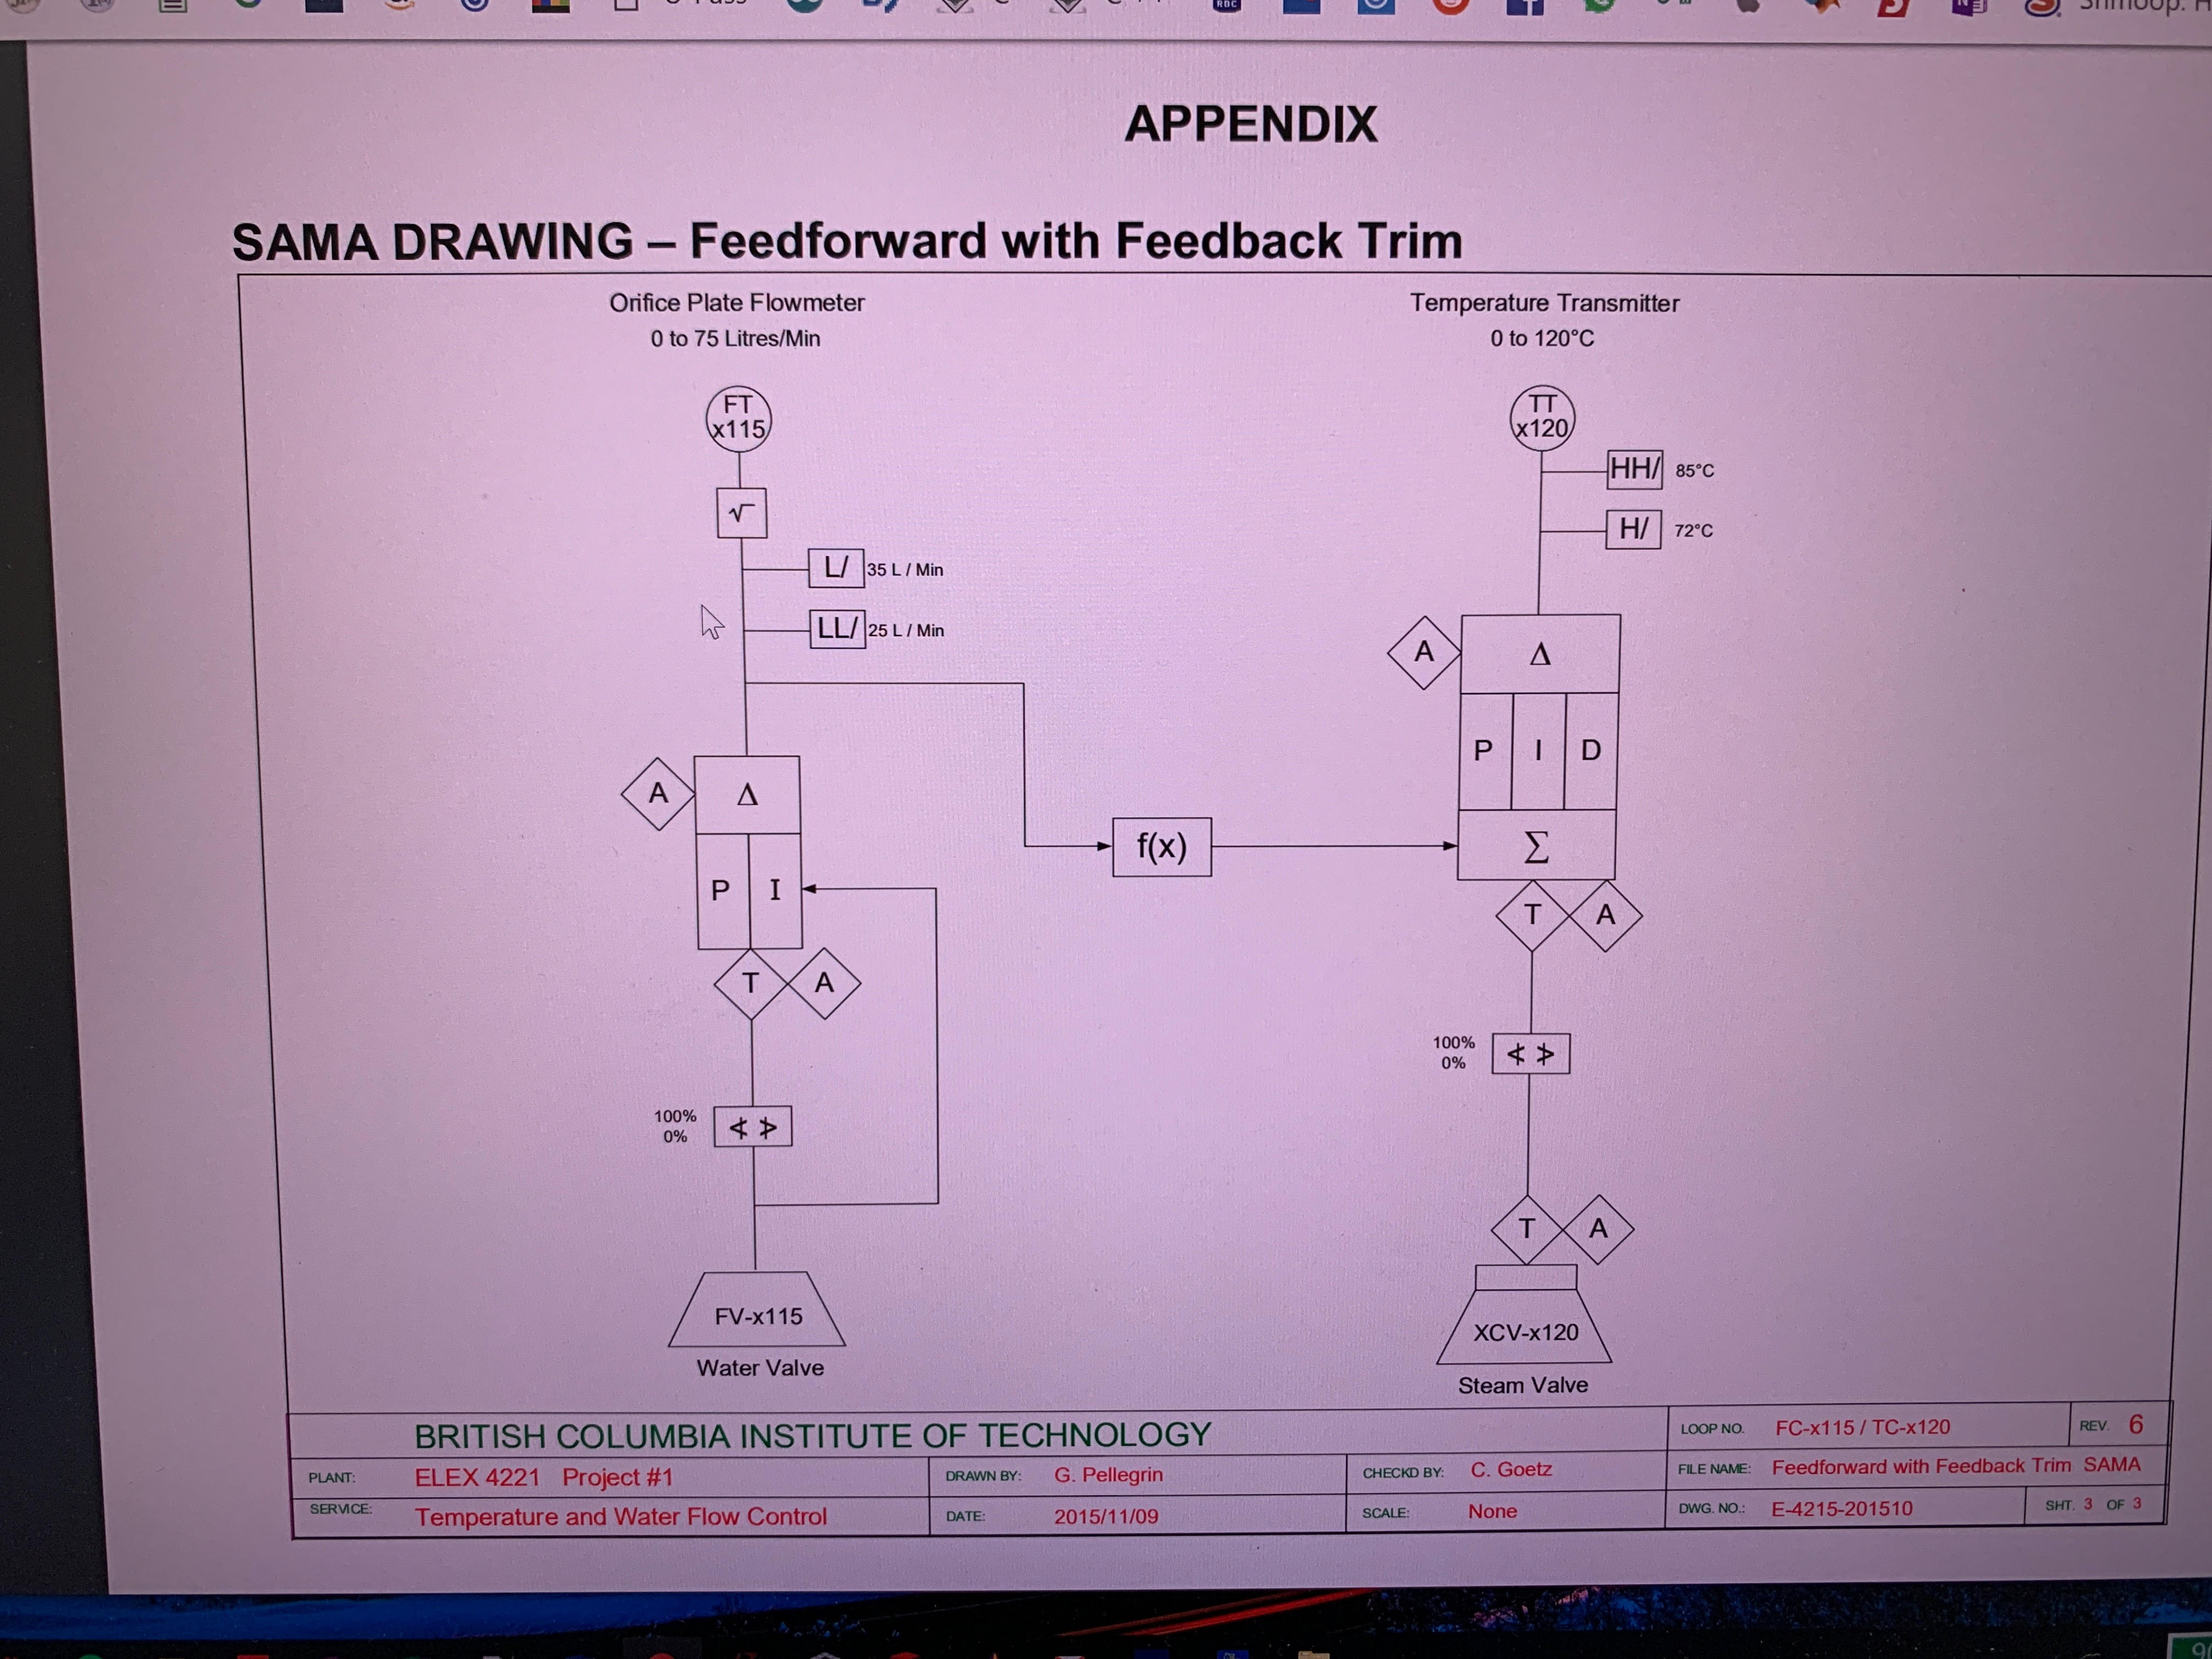 Shmoop: H
APPENDIX
SAMA DRAWING – Feedforward with Feedback Trim
Orifice Plate Flowmeter
0 to 75 Litres/Min
Temperature Transmitter
0 to 120°C
FT
x115
TT
x120
HH/ 85°C
√
H/ 72°C
L/ 35 L / Min
LL/ 25 L / Min
A Δ
P I D
Σ
T A
A Δ
P I
T A
f(x)
100%
0%
< >
100%
0%
< >
T A
FV-x115
Water Valve
XCV-x120
Steam Valve
BRITISH COLUMBIA INSTITUTE OF TECHNOLOGY
LOOP NO. FC-x115 / TC-x120 REV. 6
PLANT: ELEX 4221 Project #1 DRAWN BY: G. Pellegrin CHECKD BY: C. Goetz FILE NAME: Feedforward with Feedback Trim SAMA
SERVICE: Temperature and Water Flow Control DATE: 2015/11/09 SCALE: None DWG. NO.: E-4215-201510 SHT. 3 OF 3